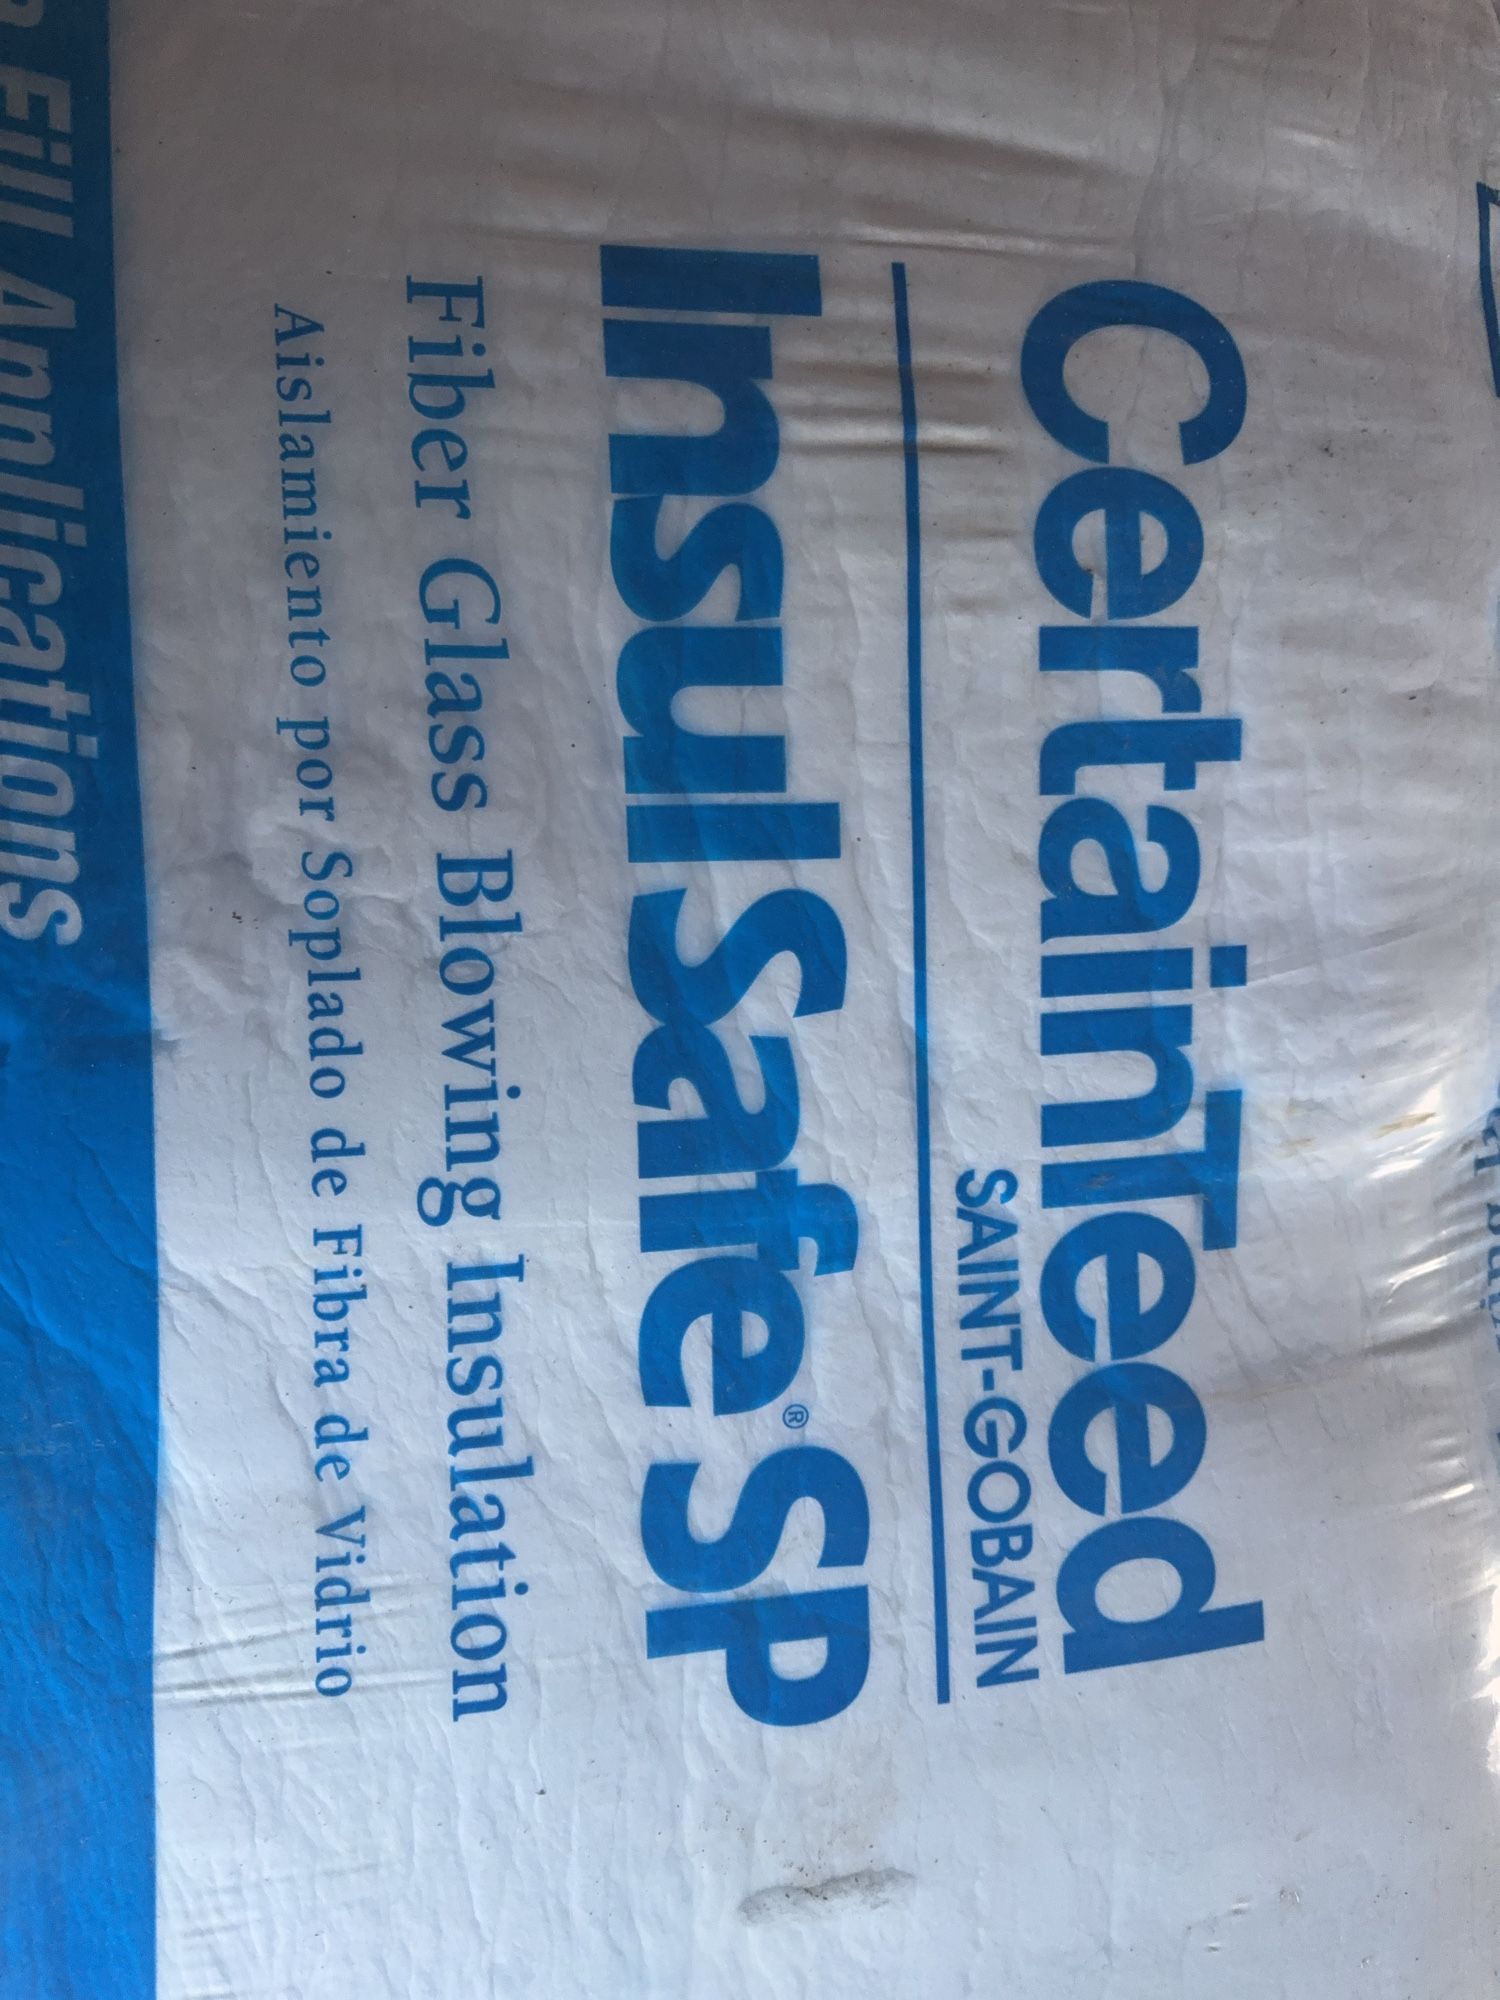 CertainTeed
SAINT-GOBAIN
InsulSafe® SP
Fiber Glass Blowing Insulation
Aislamiento por Soplado de Fibra de Vidrio
Fill Applications